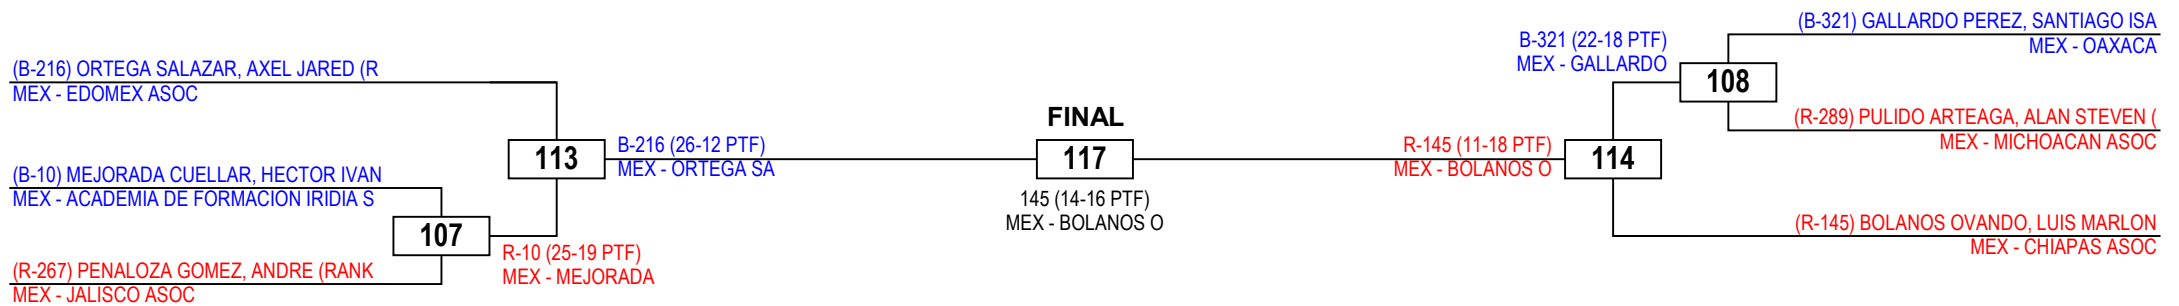 (B-216) ORTEGA SALAZAR, AXEL JARED (R
MEX - EDOMEX ASOC
(B-10) MEJORADA CUELLAR, HECTOR IVAN
MEX - ACADEMIA DE FORMACION IRIDIA S
(R-267) PENALOZA GOMEZ, ANDRE (RANK
MEX - JALISCO ASOC
107
R-10 (25-19 PTF)
MEX - MEJORADA
113
B-216 (26-12 PTF)
MEX - ORTEGA SA
FINAL
117
145 (14-16 PTF)
MEX - BOLANOS O
R-145 (11-18 PTF)
MEX - BOLANOS O
114
B-321 (22-18 PTF)
MEX - GALLARDO
108
(B-321) GALLARDO PEREZ, SANTIAGO ISA
MEX - OAXACA
(R-289) PULIDO ARTEAGA, ALAN STEVEN (
MEX - MICHOACAN ASOC
(R-145) BOLANOS OVANDO, LUIS MARLON
MEX - CHIAPAS ASOC